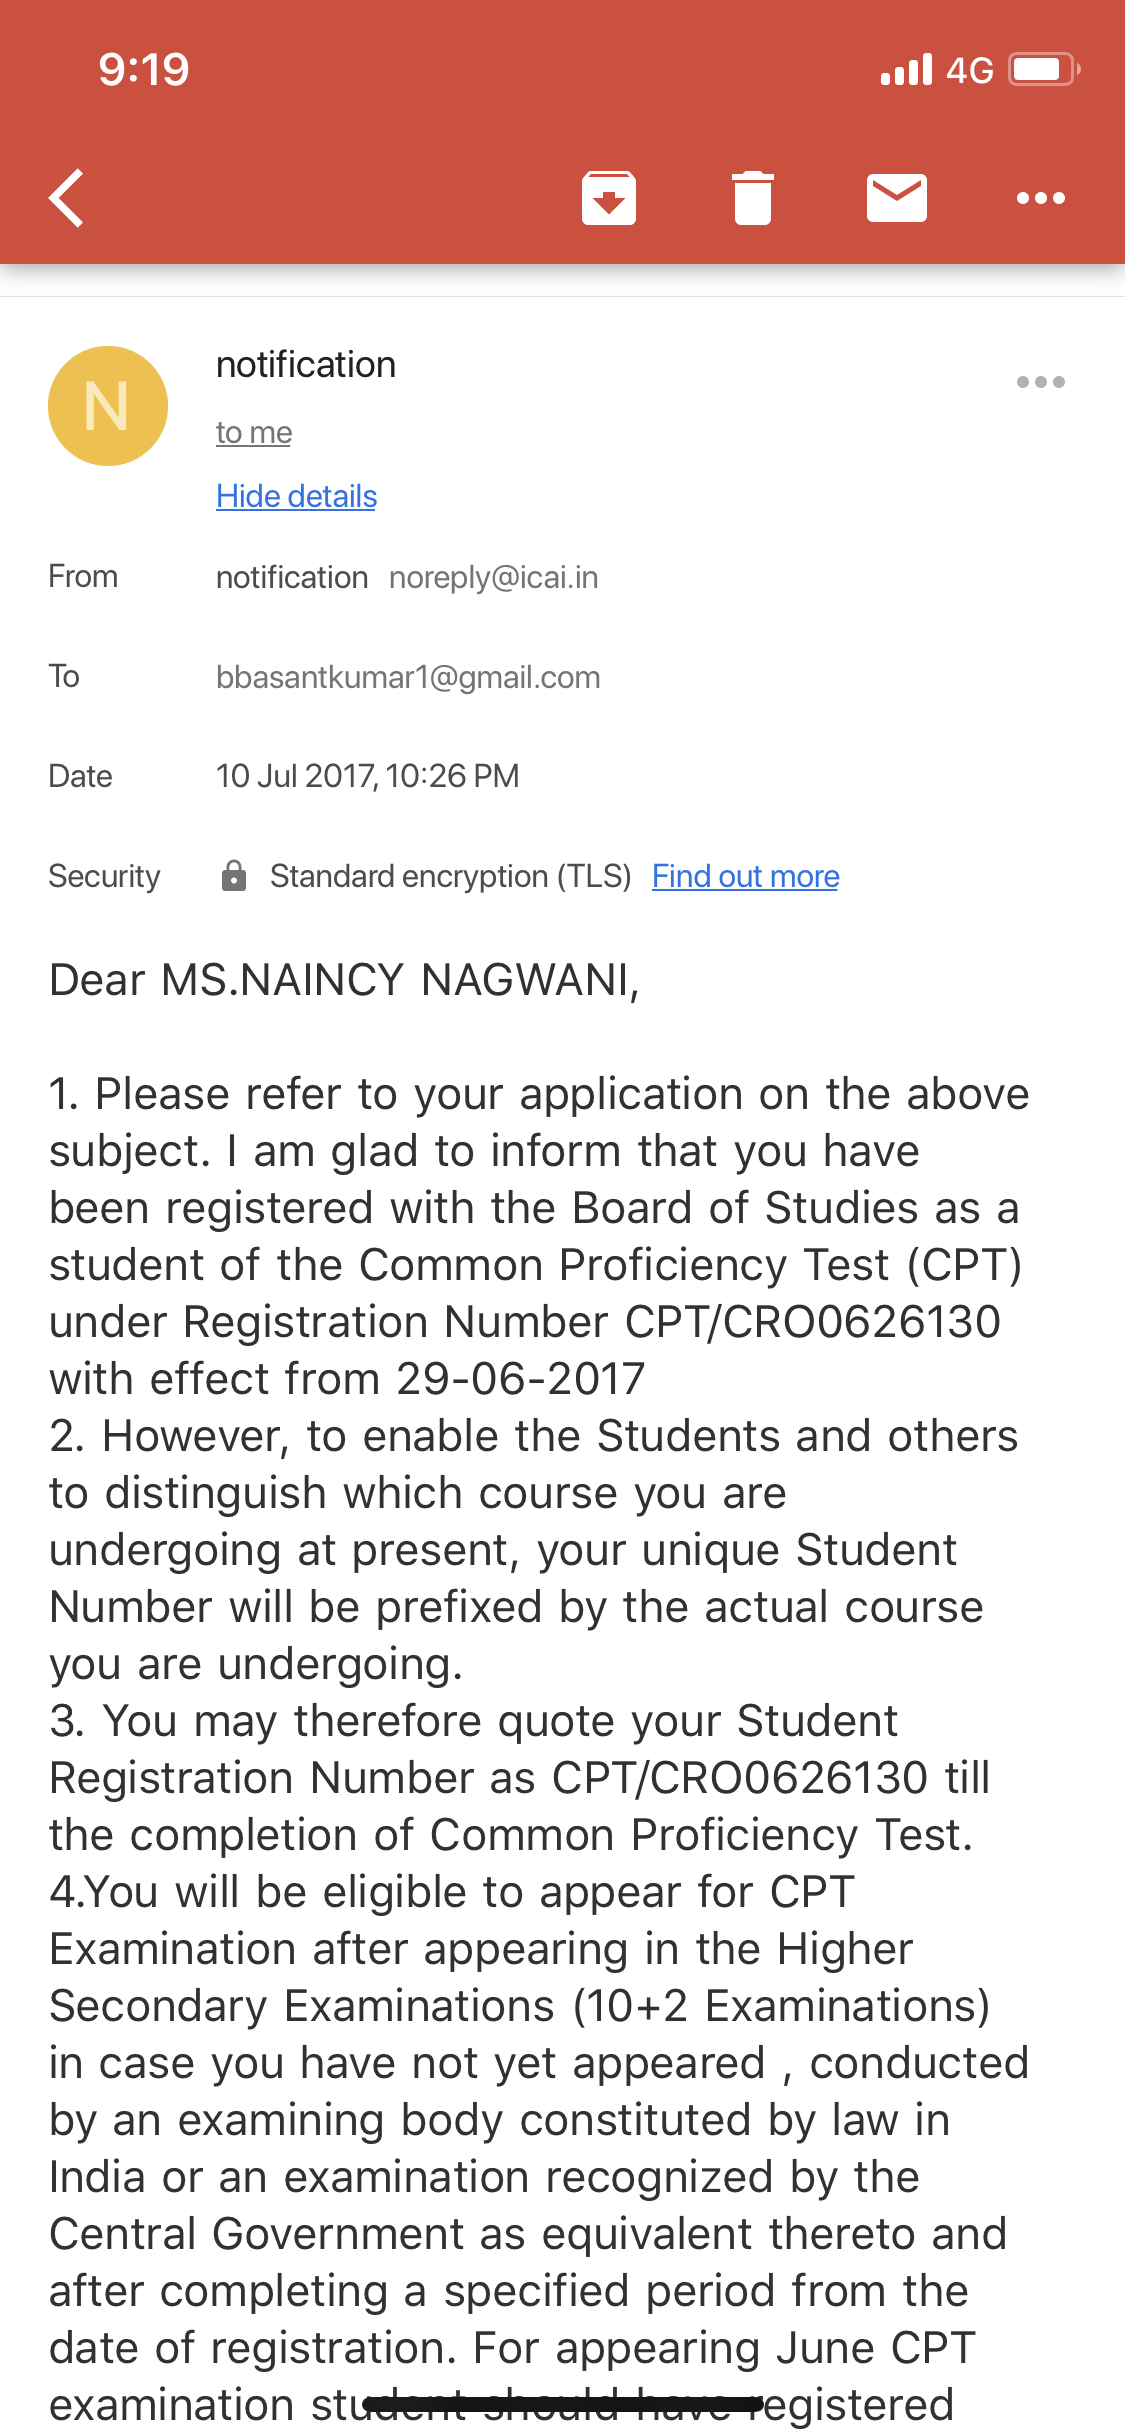 9:19
4G
N
notification
to me
Hide details
From notification noreply@icai.in
To bbasantkumar1@gmail.com
Date 10 Jul 2017, 10:26 PM
Security Standard encryption (TLS) Find out more
Dear MS.NAINCY NAGWANI,
1. Please refer to your application on the above
subject. I am glad to inform that you have
been registered with the Board of Studies as a
student of the Common Proficiency Test (CPT)
under Registration Number CPT/CRO0626130
with effect from 29-06-2017
2. However, to enable the Students and others
to distinguish which course you are
undergoing at present, your unique Student
Number will be prefixed by the actual course
you are undergoing.
3. You may therefore quote your Student
Registration Number as CPT/CRO0626130 till
the completion of Common Proficiency Test.
4.You will be eligible to appear for CPT
Examination after appearing in the Higher
Secondary Examinations (10+2 Examinations)
in case you have not yet appeared , conducted
by an examining body constituted by law in
India or an examination recognized by the
Central Government as equivalent thereto and
after completing a specified period from the
date of registration. For appearing June CPT
examination student should have registered